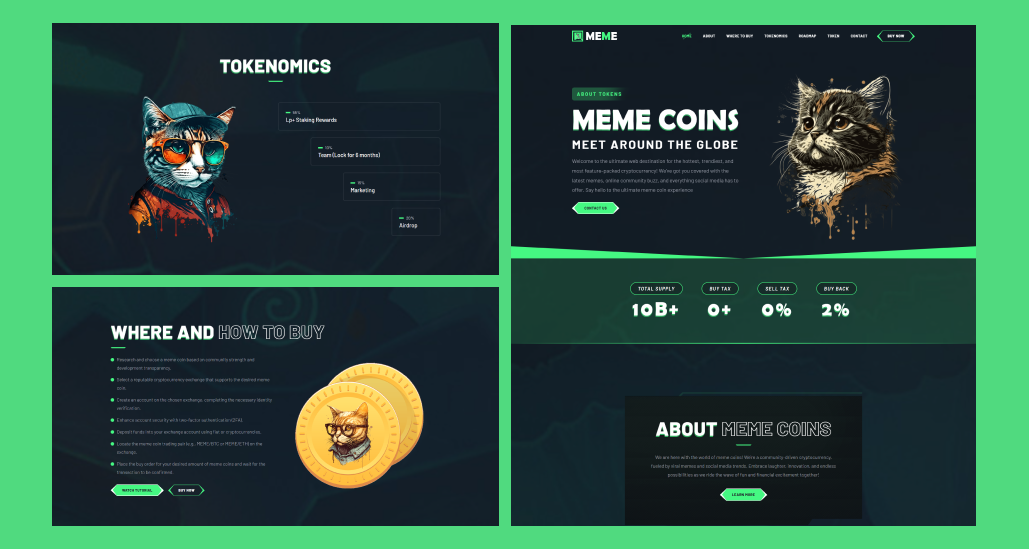 TOKENOMICS
Lp+ Staking Rewards
Team (Lock for 6 months)
15%
Marketing
20%
Airdrop
WHERE AND HOW TO BUY
Research and choose a meme coin based on community strength and
development transparency.
Select a reputable cryptocurrency exchange that supports the desired meme
coin.
Create an account on the chosen exchange, completing the necessary identity
verification.
Enhance account security with two-factor authentication (2FA).
Deposit funds into your exchange account using fiat or cryptocurrencies.
Locate the meme coin trading pair (e.g., MEME/BTC or MEME/ETH) on the
exchange.
Place the buy order for your desired amount of meme coins and wait for the
transaction to be confirmed.
WATCH TUTORIAL
BUY NOW
MEME
HOME ABOUT WHERE TO BUY TOKENOMICS ROADMAP TOKEN CONTACT BUY NOW
ABOUT TOKENS
MEME COINS
MEET AROUND THE GLOBE
Welcome to the ultimate web destination for the hottest, trendiest, and
most feature-packed cryptocurrency! We've got you covered with the
latest memes, online community buzz, and everything social media has to
offer. Say hello to the ultimate meme coin experience
CONTACT US
TOTAL SUPPLY BUY TAX SELL TAX BUY BACK
10B+ 0+ 0% 2%
ABOUT MEME COINS
We are here with the world of meme coins! We're a community driven cryptocurrency,
fueled by viral memes and social media trends. Embrace laughter, innovation, and endless
possibilities as we ride the wave of fun and financial excitement together!
LEARN MORE